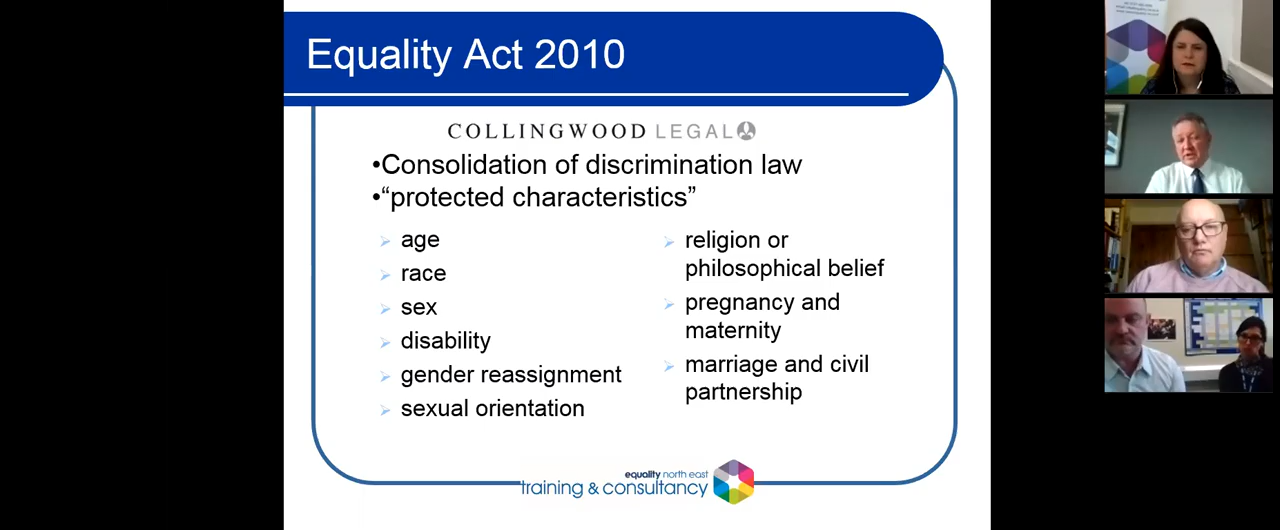 Equality Act 2010
COLLINGWOOD LEGAL
•Consolidation of discrimination law
•“protected characteristics”
age
race
sex
disability
gender reassignment
sexual orientation
religion or
philosophical belief
pregnancy and
maternity
marriage and civil
partnership
equality north east
training & consultancy